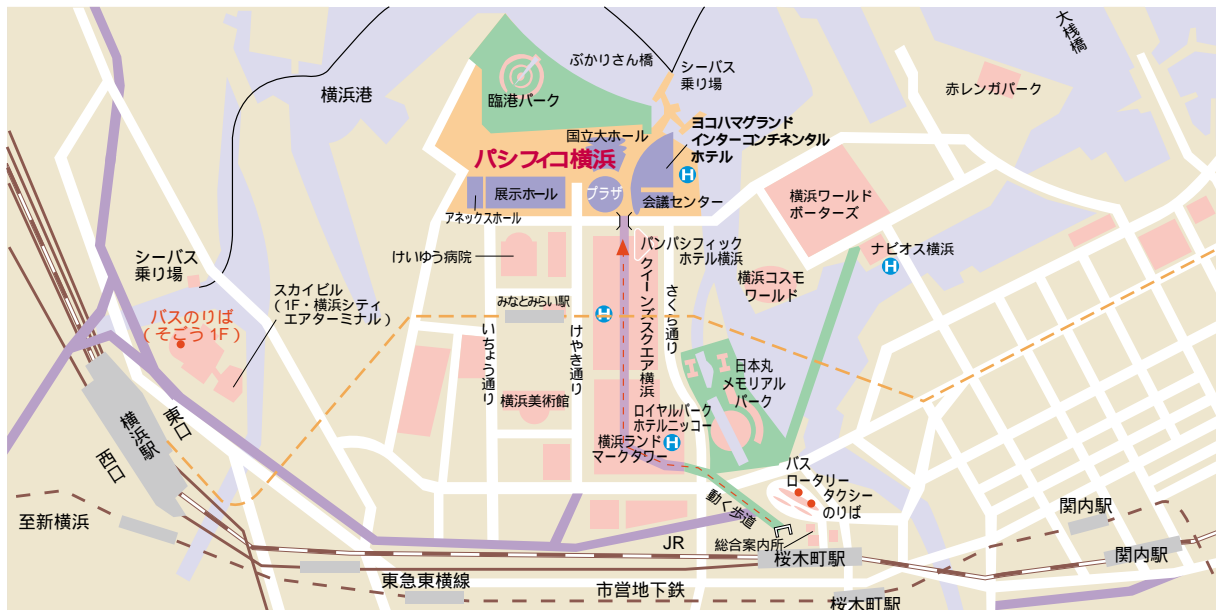 大桟橋
ぶかりさん橋
シーバス
乗り場
横浜港
臨港パーク
赤レンガパーク
国立大ホール
ヨコハマグランド
インターコンチネンタル
ホテル
パシフィコ横浜
H
展示ホール
プラザ
会議センター
アネックスホール
横浜ワールド
ポーターズ
けいゆう病院
パンパシフィック
ホテル横浜
ナビオス横浜
H
シーバス
乗り場
スカイビル
(1F・横浜シティ
エアターミナル)
バスのりば
(そごう1F)
横浜コスモ
ワールド
みなとみらい駅
H
クイーンズスクエア横浜
さくら通り
いちょう通り
けやき通り
日本丸
メモリアル
パーク
横浜美術館
ロイヤルパーク
ホテルニッコー
H
横浜ランド
マークタワー
東口
横浜駅
西口
バス
ロータリー
タクシー
のりば
動く歩道
至新横浜
関内駅
JR
総合案内所
桜木町駅
関内駅
東急東横線
市営地下鉄
桜木町駅